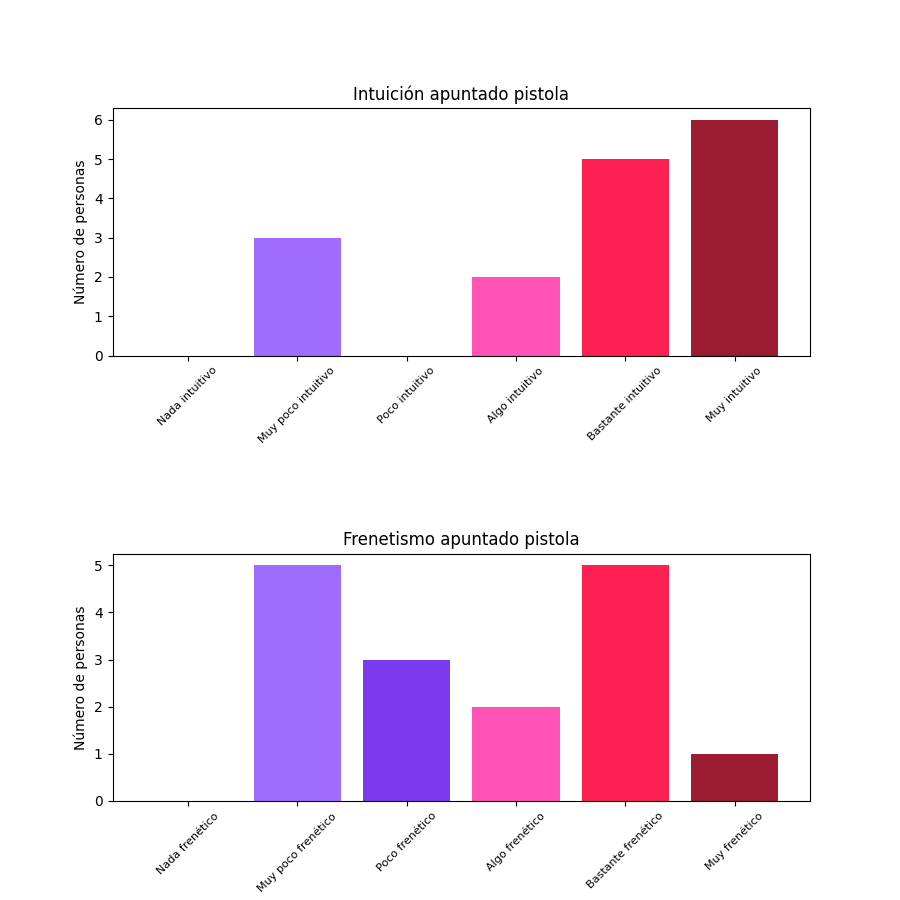 Intuición apuntado pistola
Número de personas
6
5
4
3
2
1
0
Nada intuitivo
Muy poco intuitivo
Poco intuitivo
Algo intuitivo
Bastante intuitivo
Muy intuitivo
Frenetismo apuntado pistola
Número de personas
5
4
3
2
1
0
Nada frenético
Muy poco frenético
Poco frenético
Algo frenético
Bastante frenético
Muy frenético